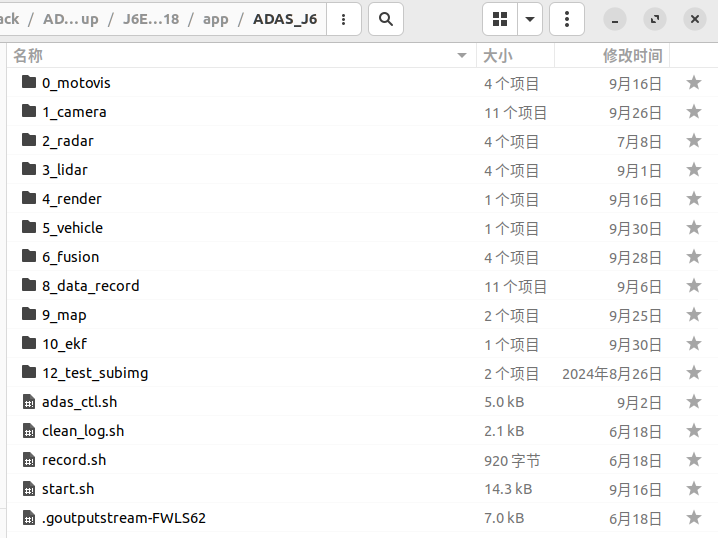 ack / AD…up / J6E…18 / app / ADAS_J6
名称 大小 修改时间
0_motovis 4 个项目 9月16日
1_camera 11 个项目 9月26日
2_radar 4 个项目 7月8日
3_lidar 4 个项目 9月1日
4_render 1 个项目 9月16日
5_vehicle 1 个项目 9月30日
6_fusion 4 个项目 9月28日
8_data_record 11 个项目 9月6日
9_map 2 个项目 9月25日
10_ekf 1 个项目 9月30日
12_test_subimg 2 个项目 2024年8月26日
adas_ctl.sh 5.0 kB 9月2日
clean_log.sh 2.1 kB 6月18日
record.sh 920 字节 6月18日
start.sh 14.3 kB 9月16日
.goutputstream-FWLS62 7.0 kB 6月18日